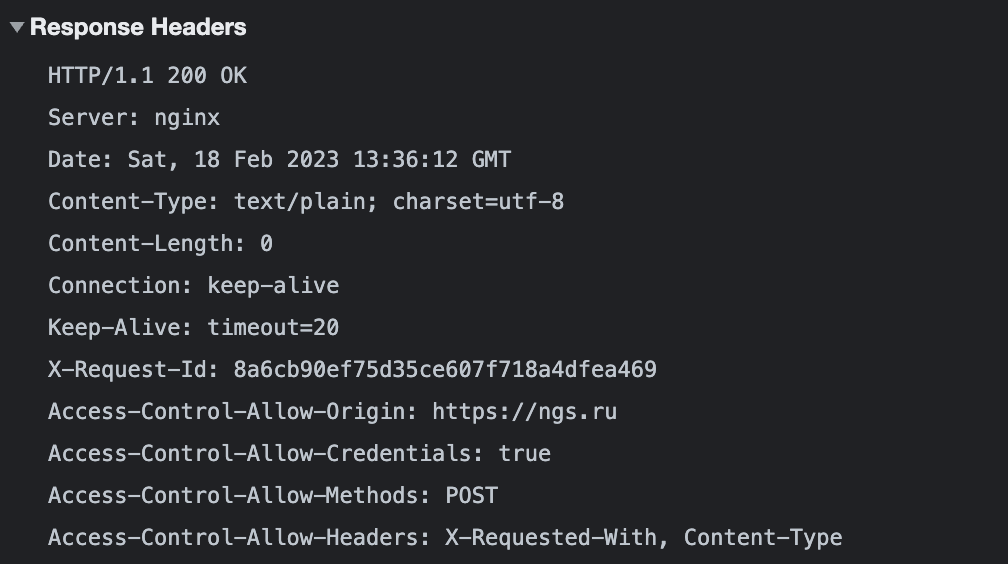 Response Headers
HTTP/1.1 200 OK
Server: nginx
Date: Sat, 18 Feb 2023 13:36:12 GMT
Content-Type: text/plain; charset=utf-8
Content-Length: 0
Connection: keep-alive
Keep-Alive: timeout=20
X-Request-Id: 8a6cb90ef75d35ce607f718a4dfea469
Access-Control-Allow-Origin: https://ngs.ru
Access-Control-Allow-Credentials: true
Access-Control-Allow-Methods: POST
Access-Control-Allow-Headers: X-Requested-With, Content-Type